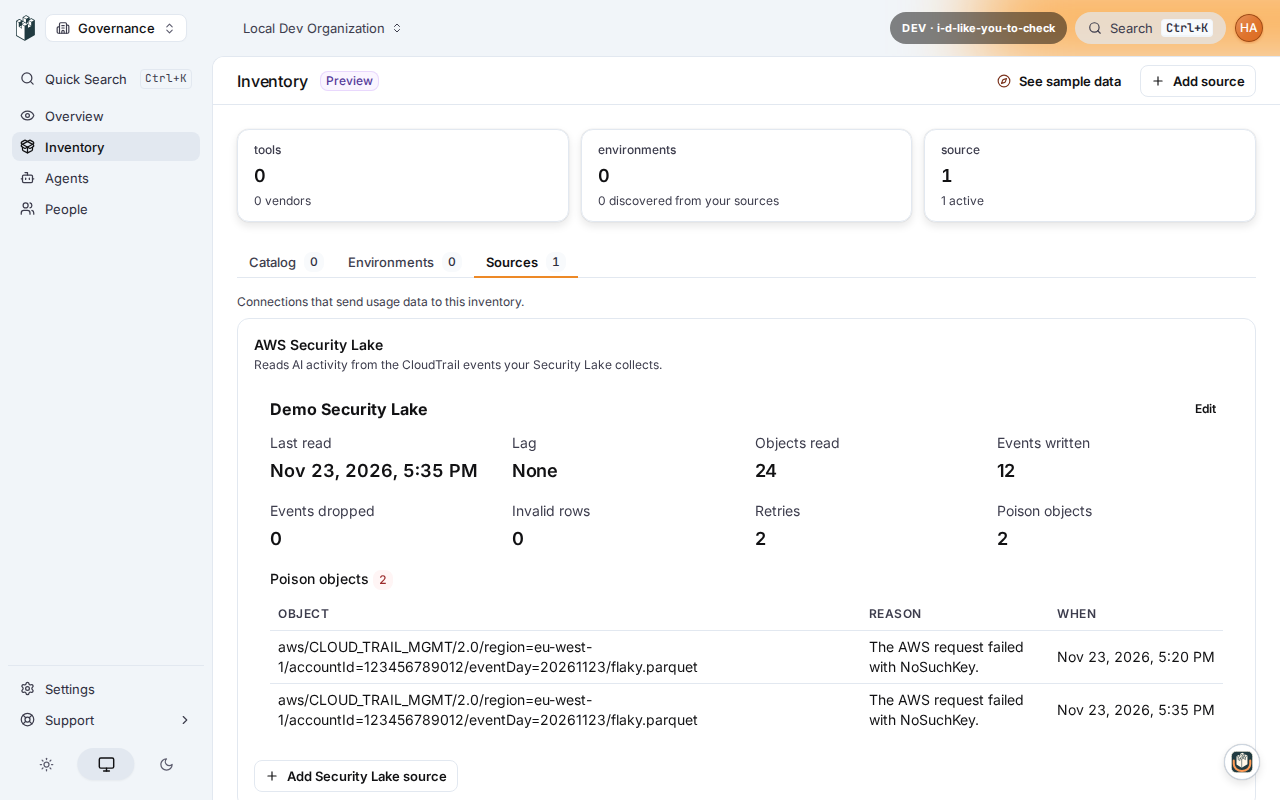 Governance
Local Dev Organization
DEV · i-d-like-you-to-check
Search Ctrl+K
HA
Quick Search Ctrl+K
Overview
Inventory
Agents
People
Settings
Support
Inventory Preview
See sample data
Add source
tools
0
0 vendors
environments
0
0 discovered from your sources
source
1
1 active
Catalog 0 Environments 0 Sources 1
Connections that send usage data to this inventory.
AWS Security Lake
Reads AI activity from the CloudTrail events your Security Lake collects.
Demo Security Lake Edit
Last read Lag Objects read Events written
Nov 23, 2026, 5:35 PM None 24 12
Events dropped Invalid rows Retries Poison objects
0 0 2 2
Poison objects 2
OBJECT REASON WHEN
aws/CLOUD_TRAIL_MGMT/2.0/region=eu-west-
1/accountId=123456789012/eventDay=20261123/flaky.parquet
The AWS request failed
with NoSuchKey.
Nov 23, 2026, 5:20 PM
aws/CLOUD_TRAIL_MGMT/2.0/region=eu-west-
1/accountId=123456789012/eventDay=20261123/flaky.parquet
The AWS request failed
with NoSuchKey.
Nov 23, 2026, 5:35 PM
Add Security Lake source